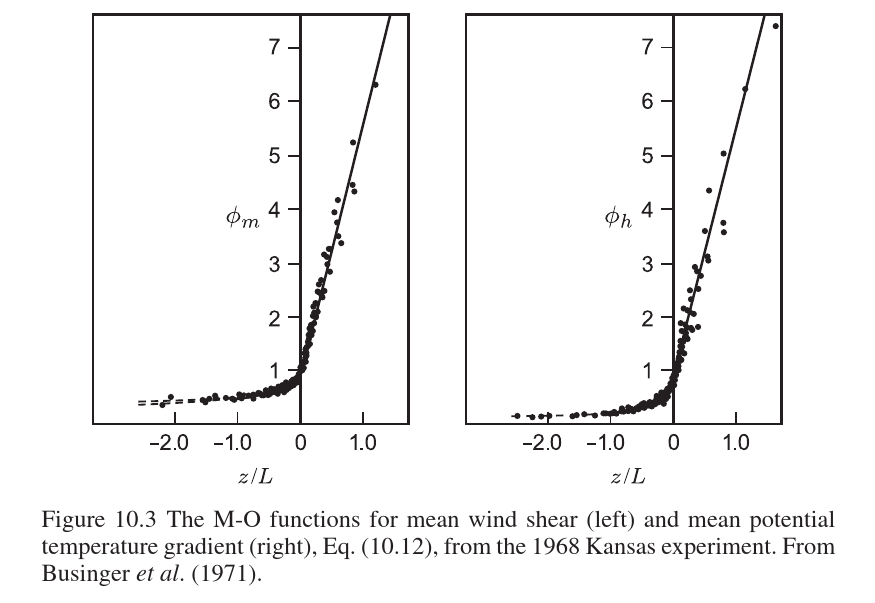 7
6
5
4
3
2
1
ϕm
−2.0 −1.0 0 1.0
z/L
7
6
5
4
3
2
1
ϕh
−2.0 −1.0 0 1.0
z/L
Figure 10.3 The M-O functions for mean wind shear (left) and mean potential
temperature gradient (right), Eq. (10.12), from the 1968 Kansas experiment. From
Businger et al. (1971).